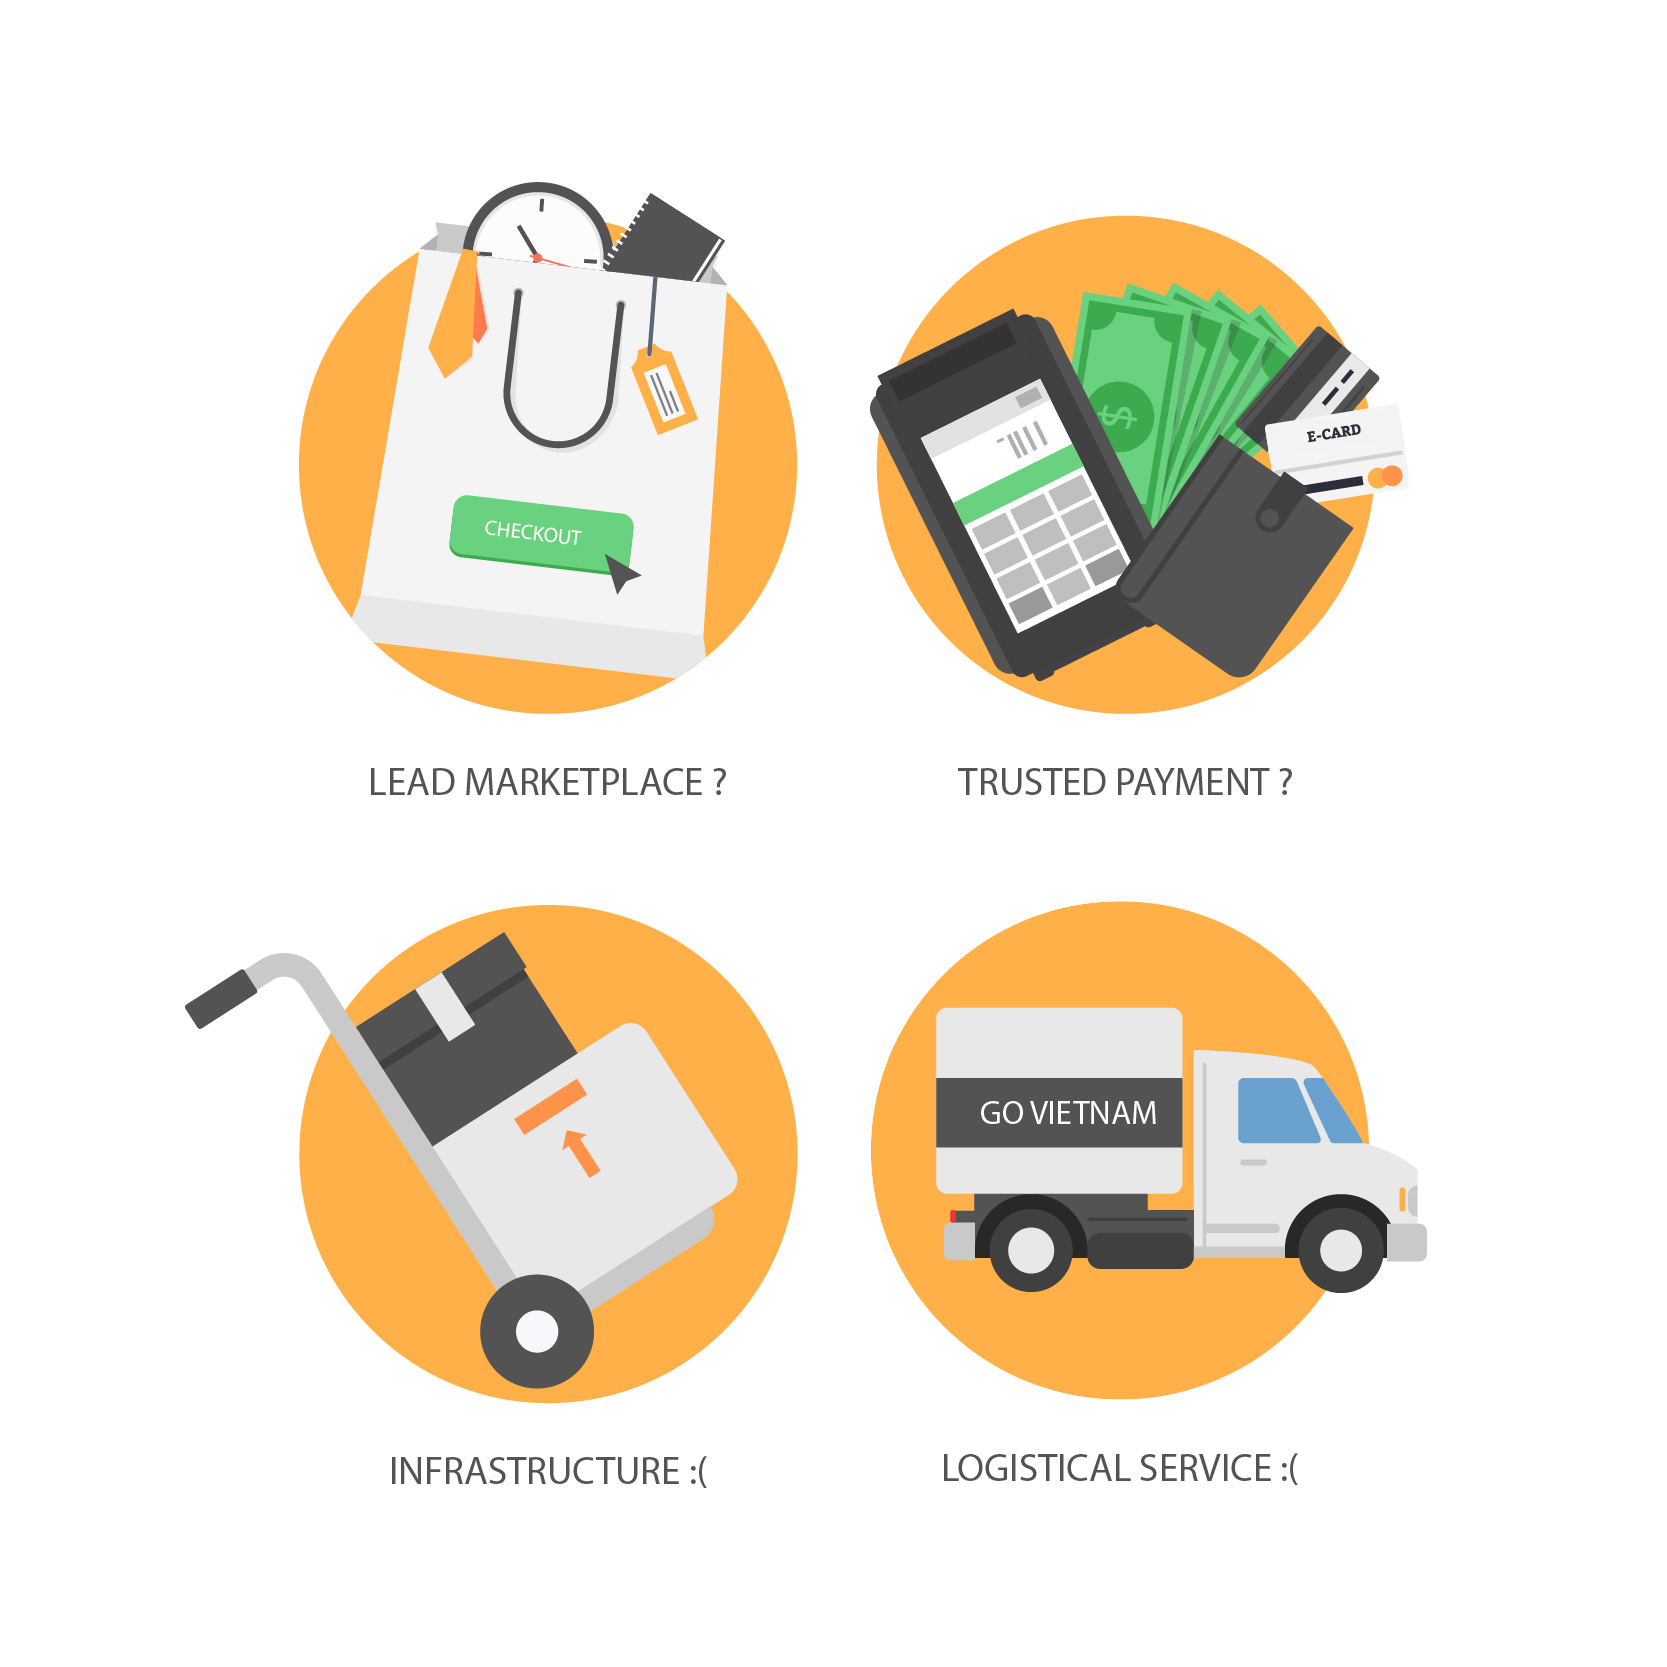 CHECKOUT
E-CARD
LEAD MARKETPLACE ?
TRUSTED PAYMENT ?
GO VIETNAM
INFRASTRUCTURE :(
LOGISTICAL SERVICE :(